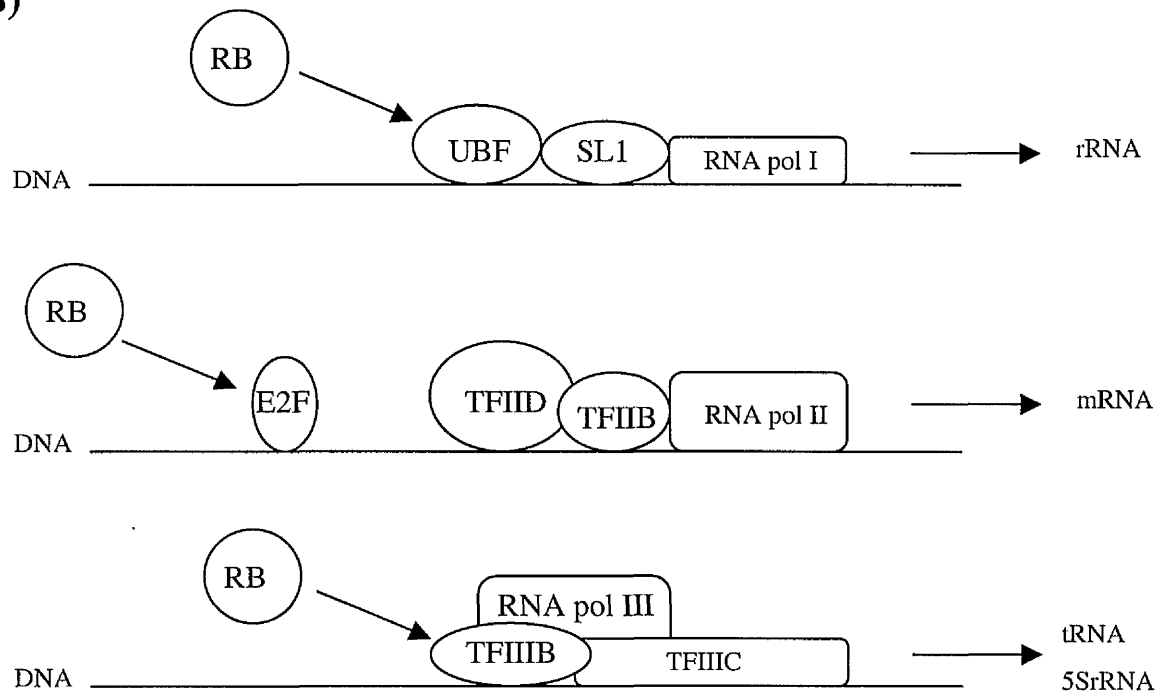 RB
UBF SL1 RNA pol I rRNA
DNA
RB
E2F TFIID TFIIB RNA pol II mRNA
DNA
RB
RNA pol III
TFIIIB TFIIIC tRNA
DNA 5SrRNA